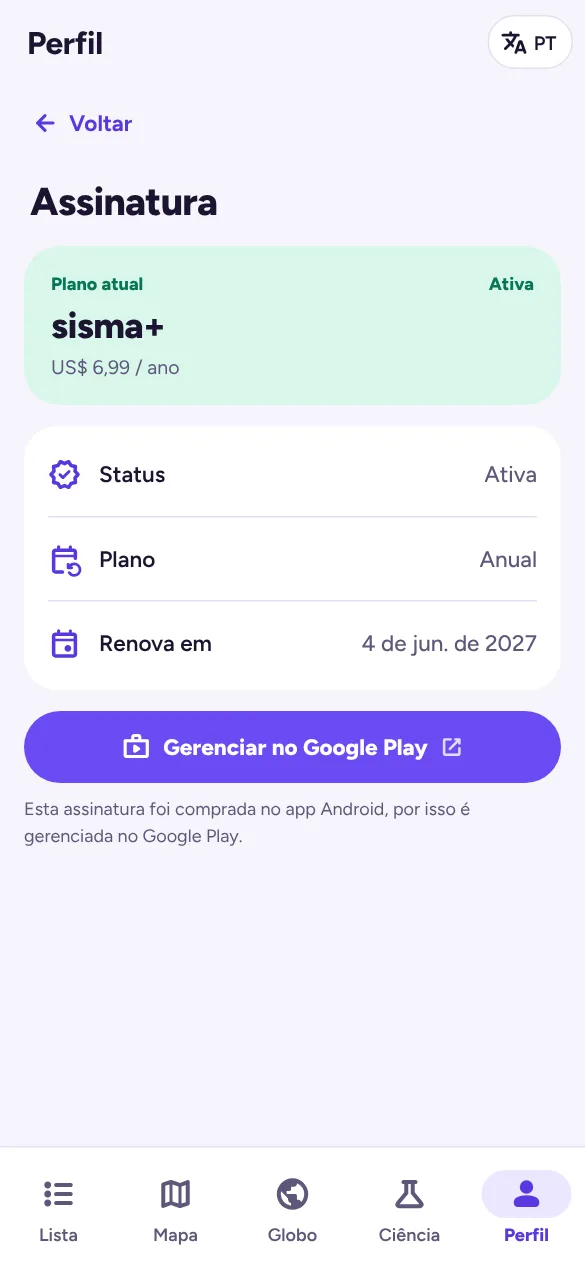 Perfil
PT
Voltar
Assinatura
Plano atual
Ativa
sisma+
US$ 6,99 / ano
Status
Ativa
Plano
Anual
Renova em
4 de jun. de 2027
Gerenciar no Google Play
Esta assinatura foi comprada no app Android, por isso é
gerenciada no Google Play.
Lista
Mapa
Globo
Ciência
Perfil